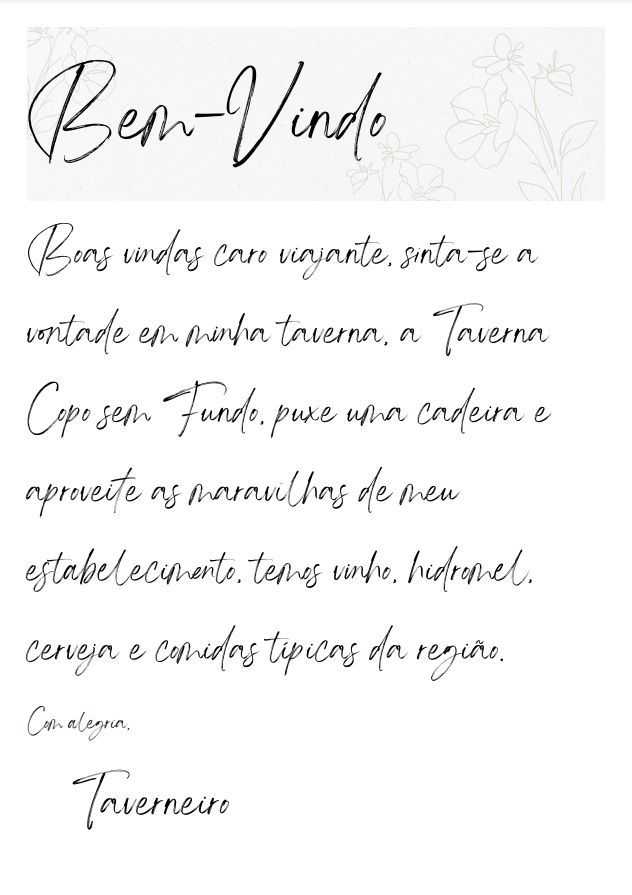 Bem-Vindo
Boas vindas caro viajante, sinta-se a
vontade em minha taverna, a Taverna
Copo sem Fundo, puxe uma cadeira e
aproveite as maravilhas de meu
estabelecimento, temos vinho, hidromel,
cerveja e comidas típicas da região.
Com alegria,
Taverneiro